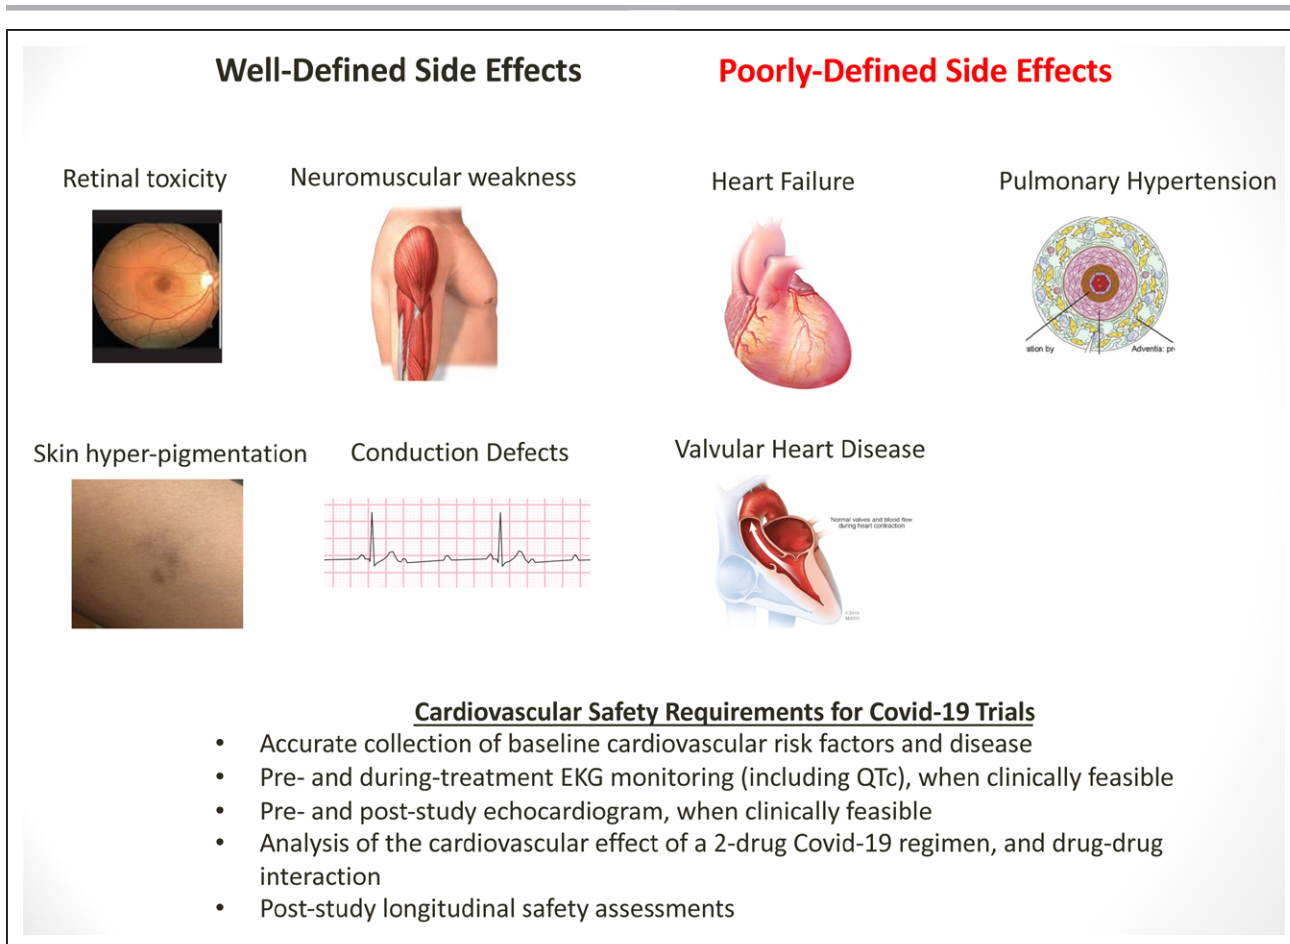 Well-Defined Side Effects
Poorly-Defined Side Effects
Retinal toxicity
Neuromuscular weakness
Heart Failure
Pulmonary Hypertension
ation by
Adventia: pr
Skin hyper-pigmentation
Conduction Defects
Valvular Heart Disease
Normal valves and blood flow
during heart contraction
Cardiovascular Safety Requirements for Covid-19 Trials
• Accurate collection of baseline cardiovascular risk factors and disease
• Pre- and during-treatment EKG monitoring (including QTc), when clinically feasible
• Pre- and post-study echocardiogram, when clinically feasible
• Analysis of the cardiovascular effect of a 2-drug Covid-19 regimen, and drug-drug
interaction
• Post-study longitudinal safety assessments